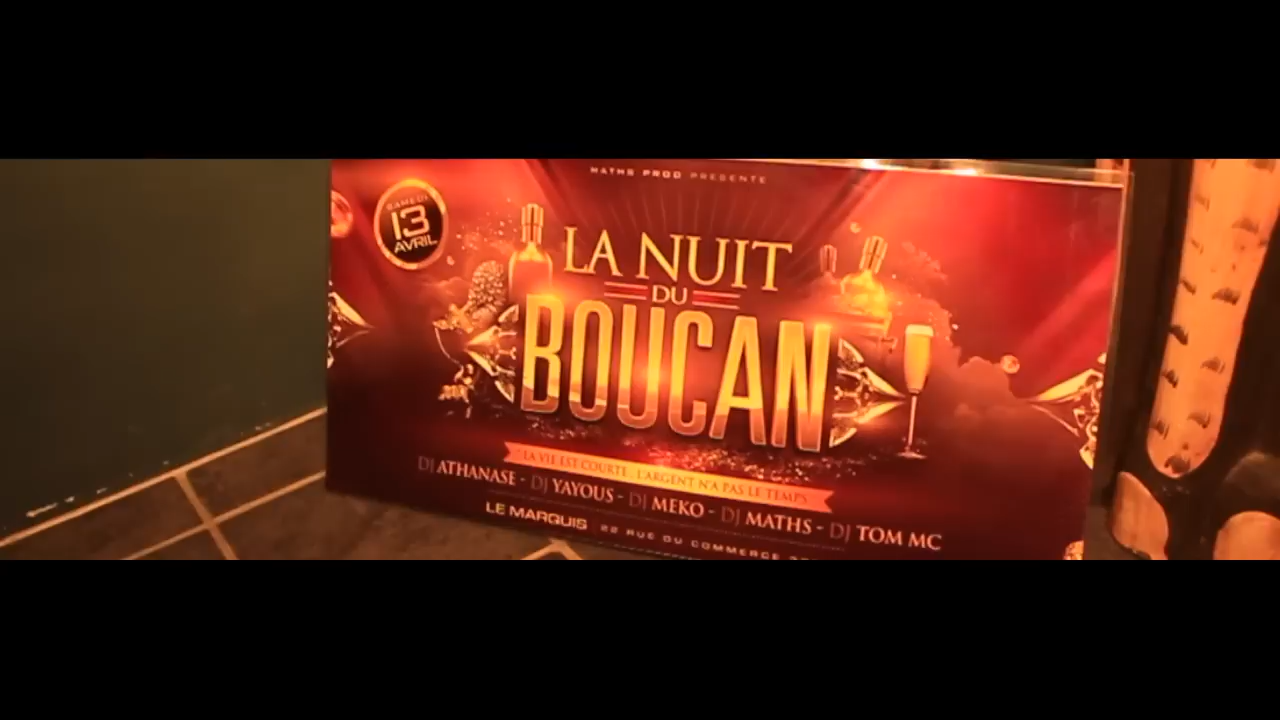 MATHS PROD PRESENTE
SAMEDI
13
AVRIL
LA NUIT
DU
BOUCAN
"LA VIE EST COURTE, L'ARGENT N'A PAS LE TEMPS"
DJ ATHANASE - DJ YAYOUS - DJ MEKO - DJ MATHS - DJ TOM MC
LE MARQUIS 22 RUE DU COMMERCE